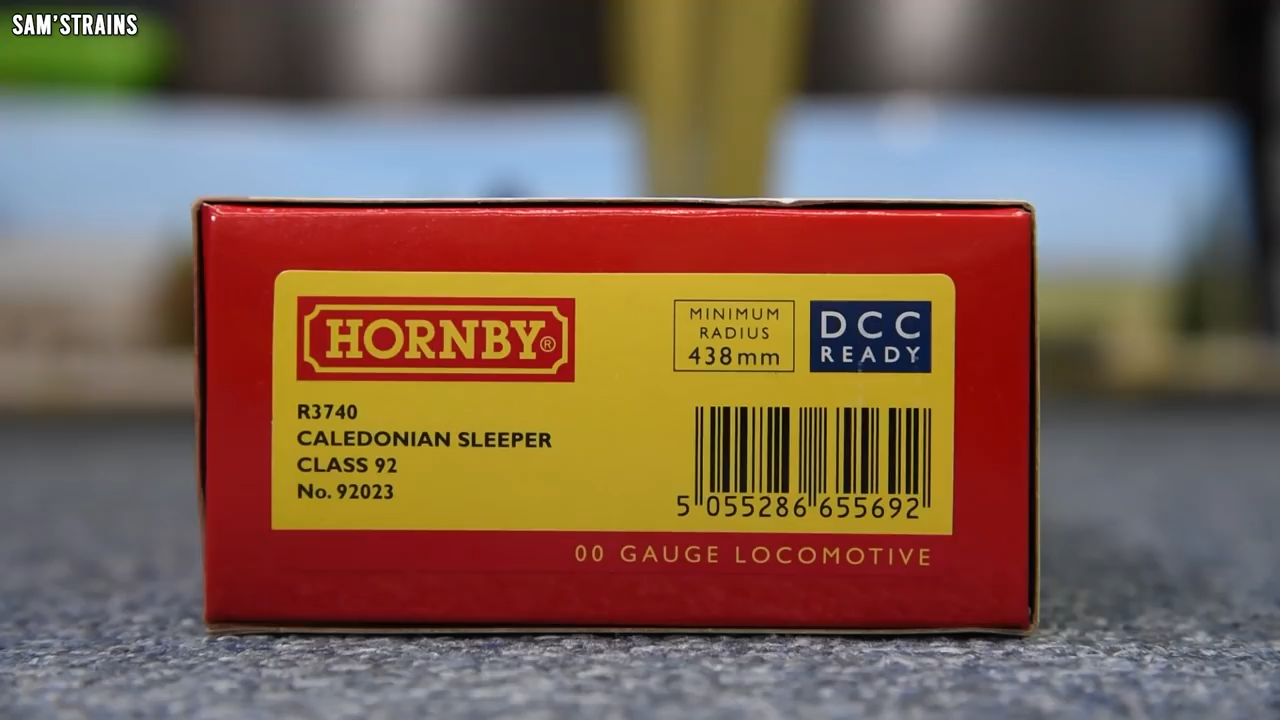 SAM'STRAINS
HORNBY®
MINIMUM
RADIUS
438mm
DCC
READY
R3740
CALEDONIAN SLEEPER
CLASS 92
No. 92023
5 055286 655692
00 GAUGE LOCOMOTIVE